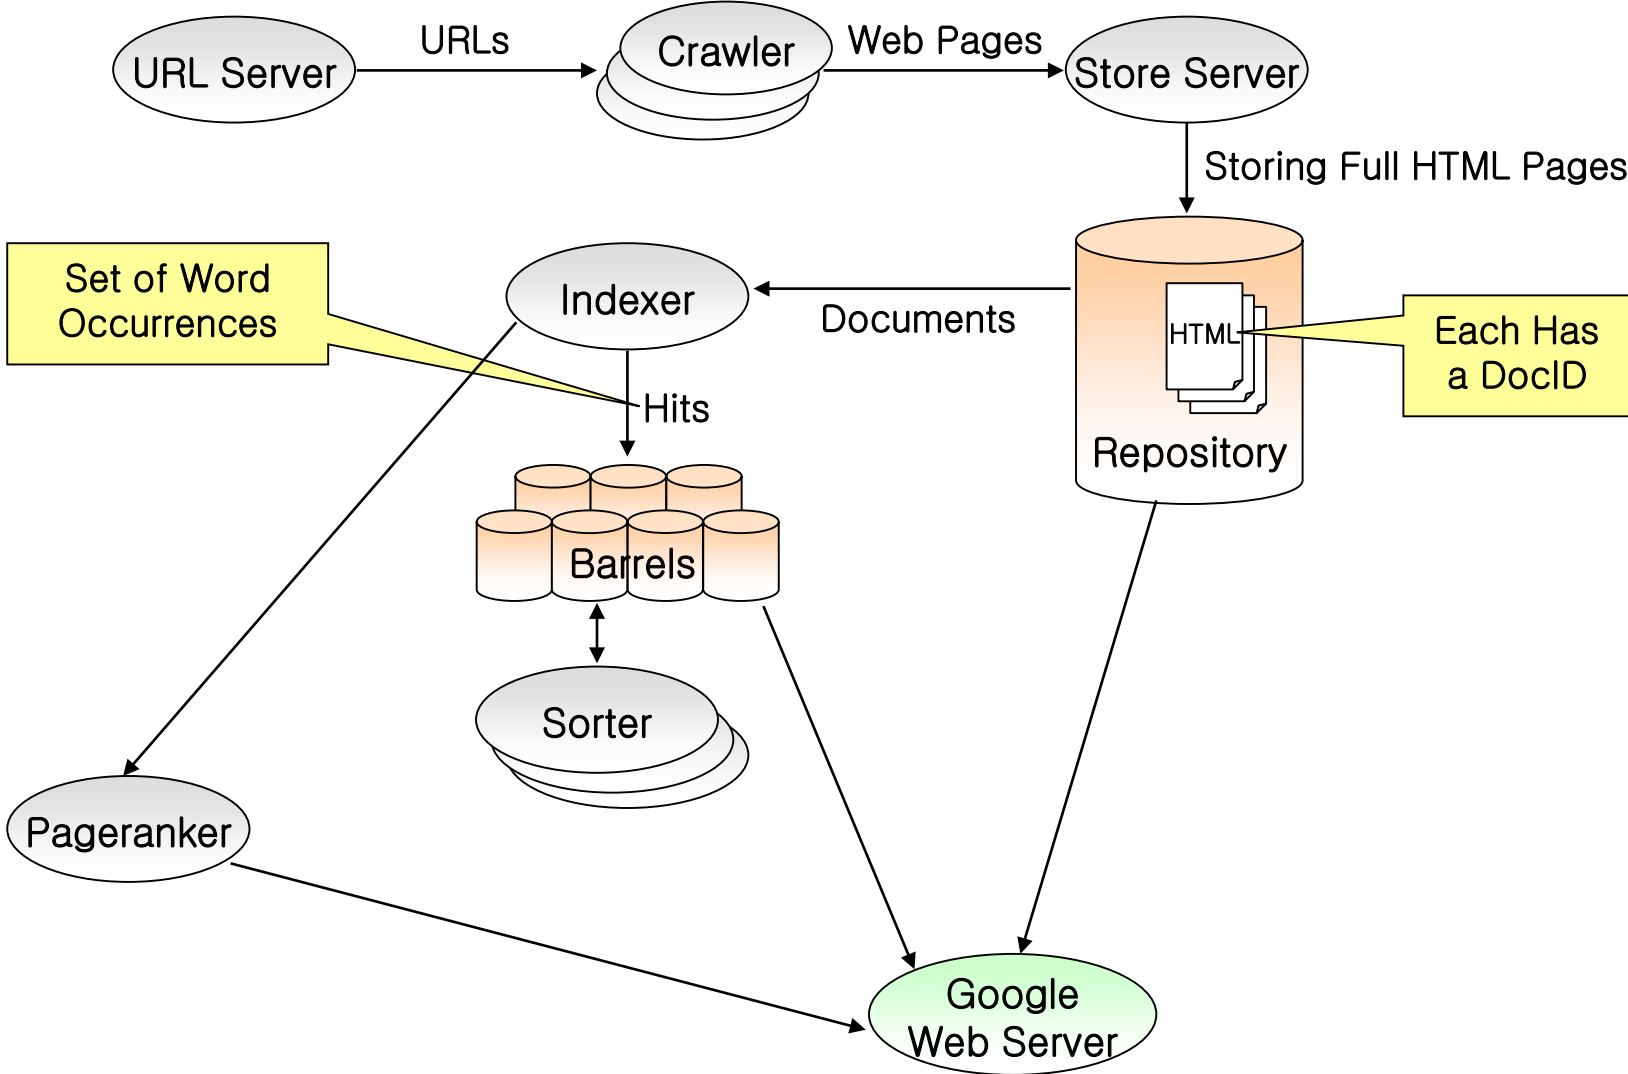 URLs
Crawler
Web Pages
URL Server
Store Server
Storing Full HTML Pages
Set of Word
Occurrences
Indexer
Documents
HTML
Each Has
a DocID
Hits
Repository
Barrels
Sorter
Pageranker
Google
Web Server